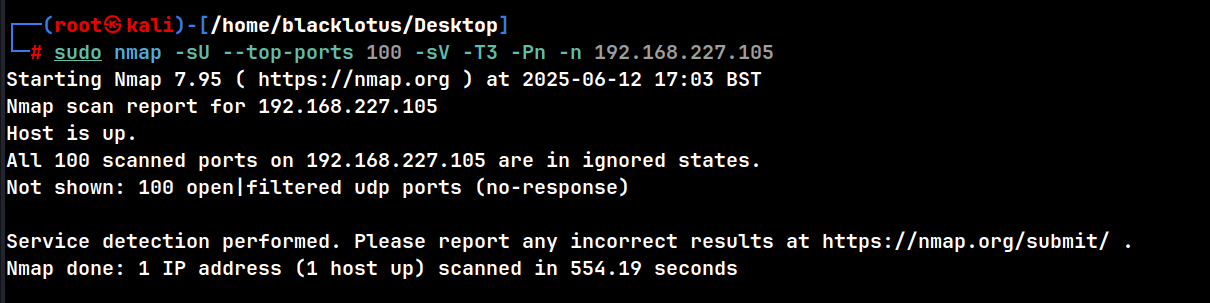 ┌──(root㉿kali)-[/home/blacklotus/Desktop]
└─# sudo nmap -sU --top-ports 100 -sV -T3 -Pn -n 192.168.227.105
Starting Nmap 7.95 ( https://nmap.org ) at 2025-06-12 17:03 BST
Nmap scan report for 192.168.227.105
Host is up.
All 100 scanned ports on 192.168.227.105 are in ignored states.
Not shown: 100 open|filtered udp ports (no-response)

Service detection performed. Please report any incorrect results at https://nmap.org/submit/ .
Nmap done: 1 IP address (1 host up) scanned in 554.19 seconds